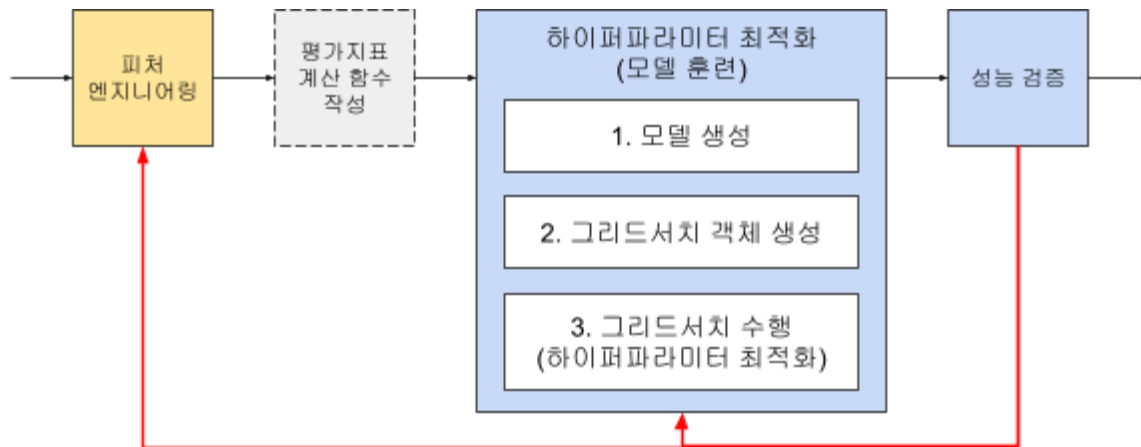 피처
엔지니어링
평가지표
계산 함수
작성
하이퍼파라미터 최적화
(모델 훈련)
1. 모델 생성
2. 그리드서치 객체 생성
3. 그리드서치 수행
(하이퍼파라미터 최적화)
성능 검증